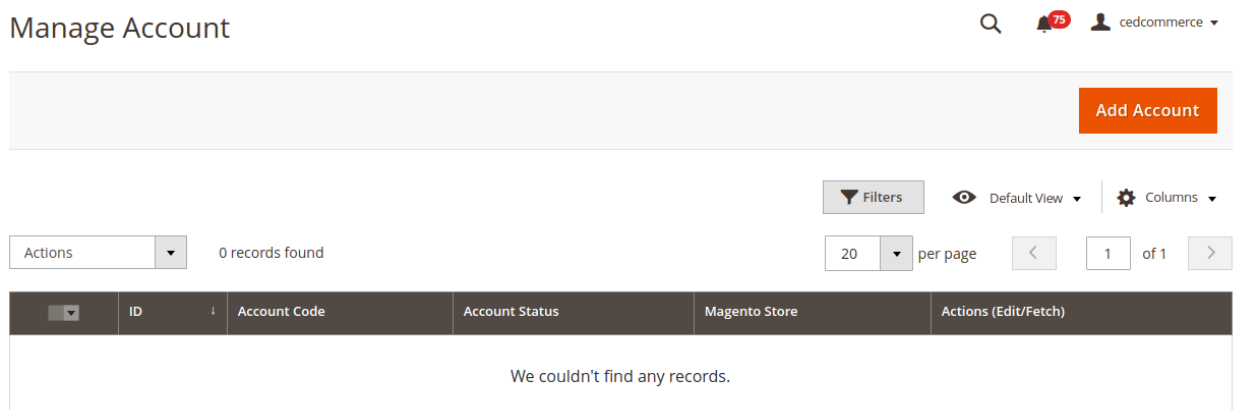 Manage Account
75
cedcommerce
Add Account
Filters
Default View
Columns
Actions
0 records found
20
per page
1
of 1
ID ↓ Account Code Account Status Magento Store Actions (Edit/Fetch)
We couldn't find any records.